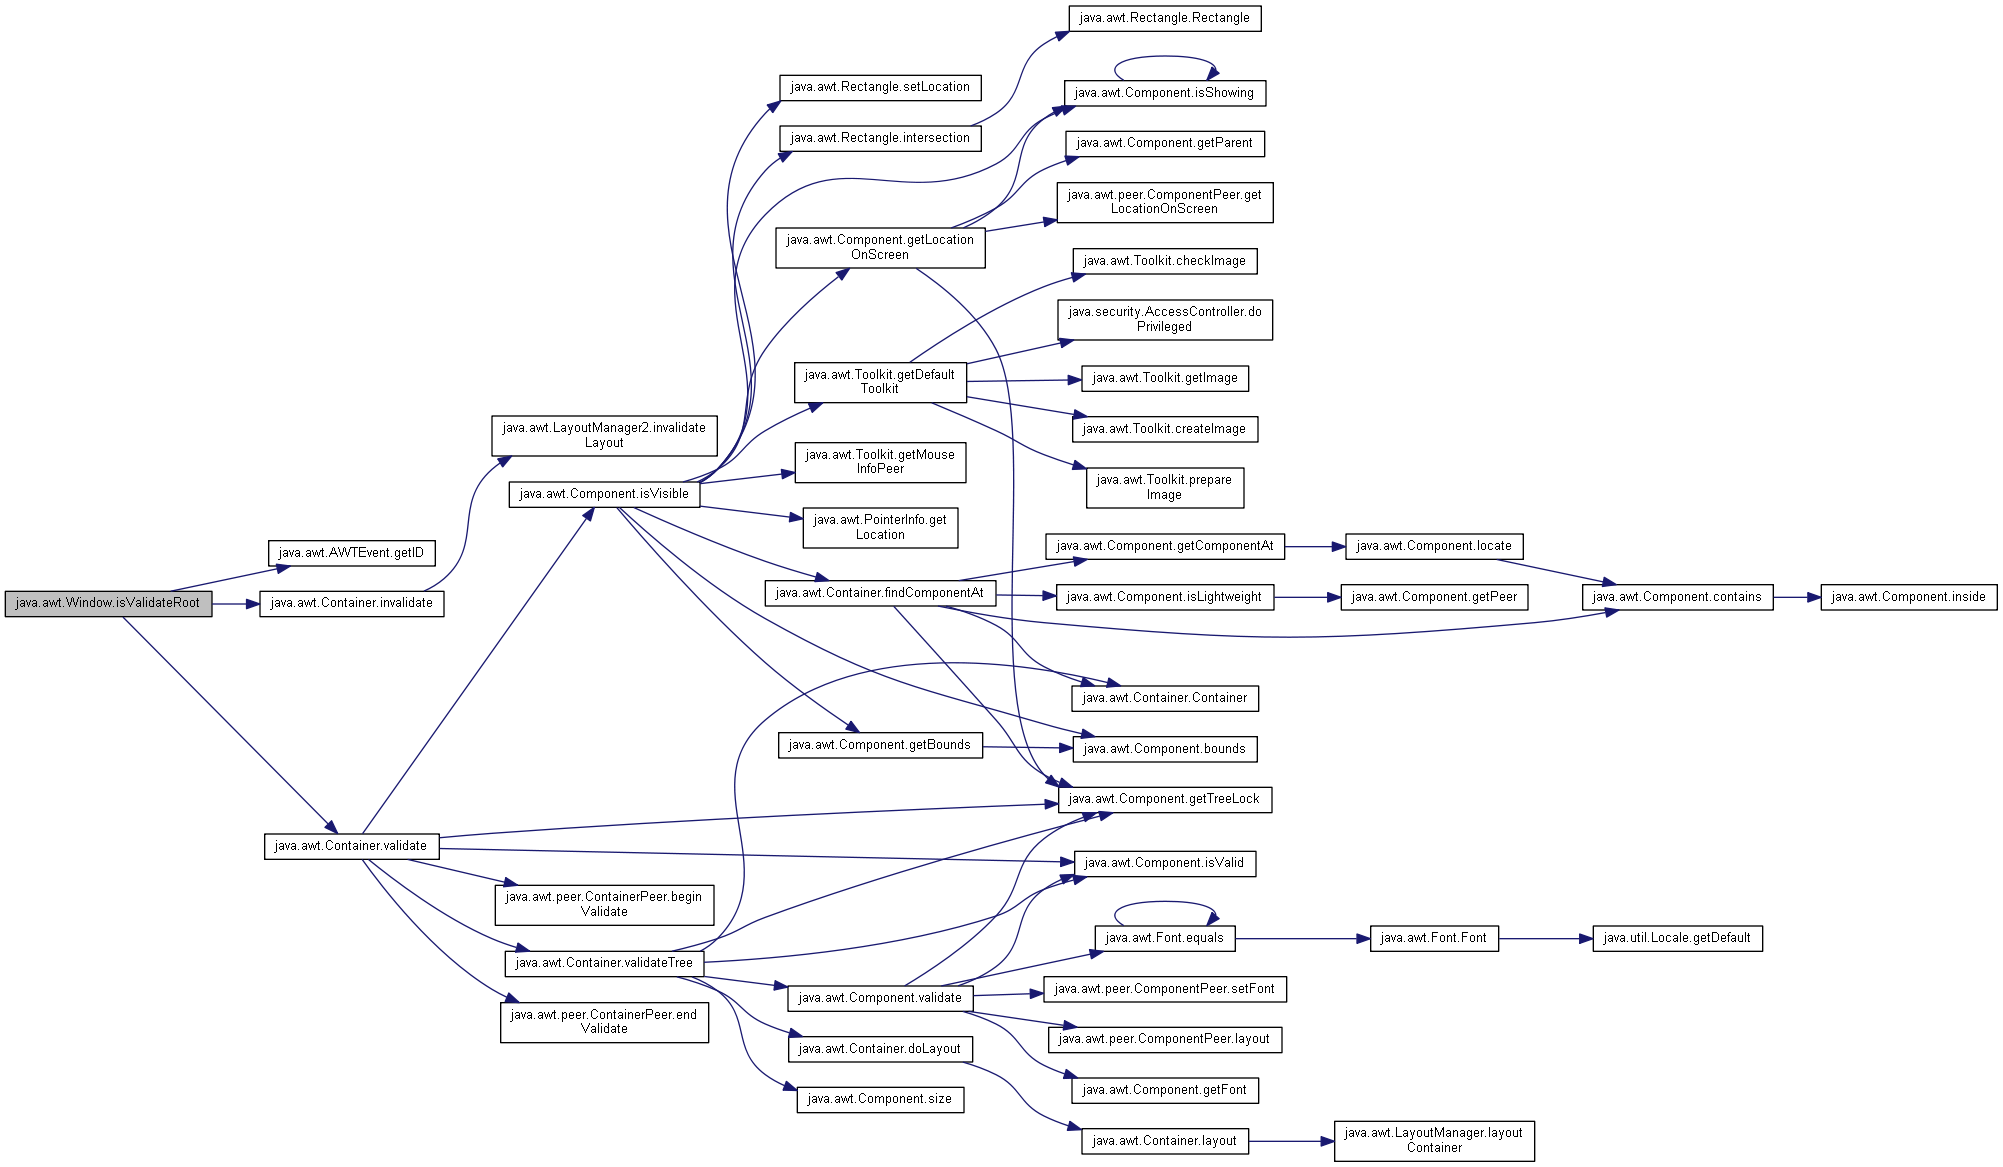 java.awt.Rectangle.Rectangle
java.awt.Rectangle.setLocation
java.awt.Component.isShowing
java.awt.Rectangle.intersection
java.awt.Component.getParent
java.awt.peer.ComponentPeer.get
LocationOnScreen
java.awt.Component.getLocation
OnScreen
java.awt.Toolkit.checkImage
java.security.AccessController.do
Privileged
java.awt.Toolkit.getDefault
Toolkit
java.awt.Toolkit.getImage
java.awt.LayoutManager2.invalidate
Layout
java.awt.Toolkit.createImage
java.awt.Toolkit.getMouse
InfoPeer
java.awt.Component.isVisible
java.awt.Toolkit.prepare
Image
java.awt.PointerInfo.get
Location
java.awt.AWTEvent.getID
java.awt.Component.getComponentAt
java.awt.Component.locate
java.awt.Window.isValidateRoot
java.awt.Container.invalidate
java.awt.Container.findComponentAt
java.awt.Component.isLightweight
java.awt.Component.getPeer
java.awt.Component.contains
java.awt.Component.inside
java.awt.Container.Container
java.awt.Component.getBounds
java.awt.Component.bounds
java.awt.Component.getTreeLock
java.awt.Container.validate
java.awt.Component.isValid
java.awt.peer.ContainerPeer.begin
Validate
java.awt.Font.equals
java.awt.Font.Font
java.util.Locale.getDefault
java.awt.Container.validateTree
java.awt.Component.validate
java.awt.peer.ComponentPeer.setFont
java.awt.peer.ContainerPeer.end
Validate
java.awt.peer.ComponentPeer.layout
java.awt.Container.doLayout
java.awt.Component.getFont
java.awt.Component.size
java.awt.Container.layout
java.awt.LayoutManager.layout
Container